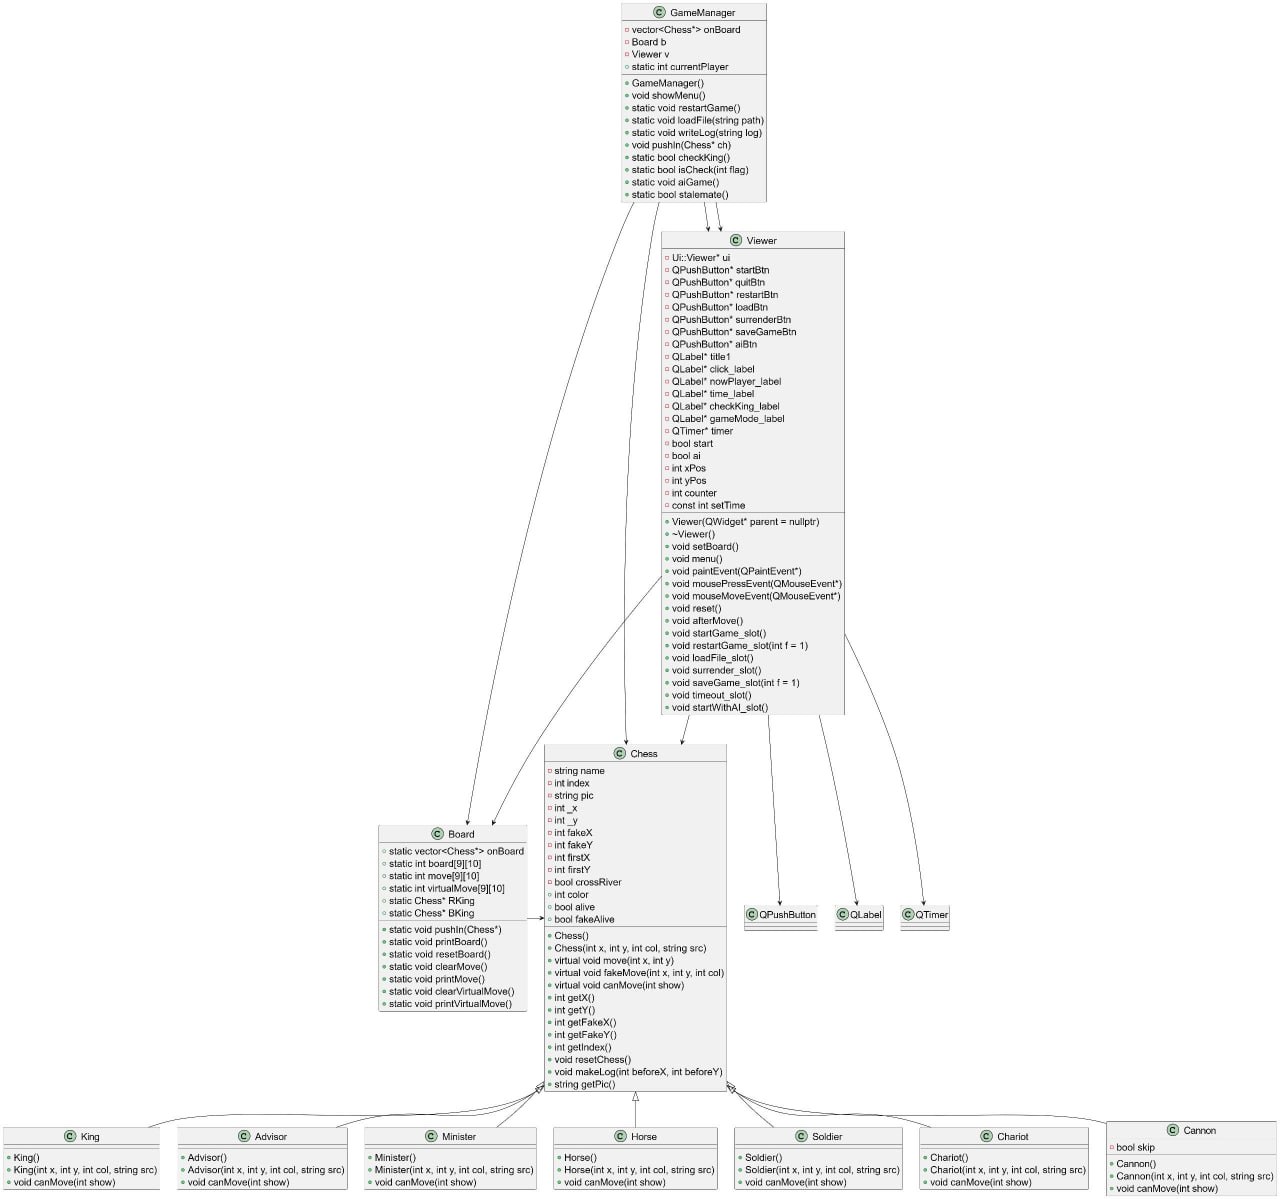 C GameManager
vector<Chess*> onBoard
Board b
Viewer v
static int currentPlayer
GameManager()
void showMenu()
static void restartGame()
static void loadFile(string path)
static void writeLog(string log)
void pushIn(Chess* ch)
static bool checkKing()
static bool isCheck(int flag)
static void aiGame()
static bool stalemate()
C Viewer
Ui::Viewer* ui
QPushButton* startBtn
QPushButton* quitBtn
QPushButton* restartBtn
QPushButton* loadBtn
QPushButton* surrenderBtn
QPushButton* saveGameBtn
QPushButton* aiBtn
QLabel* title1
QLabel* click_label
QLabel* nowPlayer_label
QLabel* time_label
QLabel* checkKing_label
QLabel* gameMode_label
QTimer* timer
bool start
bool ai
int xPos
int yPos
int counter
const int setTime
Viewer(QWidget* parent = nullptr)
~Viewer()
void setBoard()
void menu()
void paintEvent(QPaintEvent*)
void mousePressEvent(QMouseEvent*)
void mouseMoveEvent(QMouseEvent*)
void reset()
void afterMove()
void startGame_slot()
void restartGame_slot(int f = 1)
void loadFile_slot()
void surrender_slot()
void saveGame_slot(int f = 1)
void timeout_slot()
void startWithAI_slot()
C Chess
string name
int index
string pic
int _x
int _y
int fakeX
int fakeY
int firstX
int firstY
bool crossRiver
int color
bool alive
bool fakeAlive
Chess()
Chess(int x, int y, int col, string src)
virtual void move(int x, int y)
virtual void fakeMove(int x, int y, int col)
virtual void canMove(int show)
int getX()
int getY()
int getFakeX()
int getFakeY()
int getIndex()
void resetChess()
void makeLog(int beforeX, int beforeY)
string getPic()
C Board
static vector<Chess*> onBoard
static int board[9][10]
static int move[9][10]
static int virtualMove[9][10]
static Chess* RKing
static Chess* BKing
static void pushIn(Chess*)
static void printBoard()
static void resetBoard()
static void clearMove()
static void printMove()
static void clearVirtualMove()
static void printVirtualMove()
C QPushButton
C QLabel
C QTimer
C King
King()
King(int x, int y, int col, string src)
void canMove(int show)
C Advisor
Advisor()
Advisor(int x, int y, int col, string src)
void canMove(int show)
C Minister
Minister()
Minister(int x, int y, int col, string src)
void canMove(int show)
C Horse
Horse()
Horse(int x, int y, int col, string src)
void canMove(int show)
C Soldier
Soldier()
Soldier(int x, int y, int col, string src)
void canMove(int show)
C Chariot
Chariot()
Chariot(int x, int y, int col, string src)
void canMove(int show)
C Cannon
bool skip
Cannon()
Cannon(int x, int y, int col, string src)
void canMove(int show)